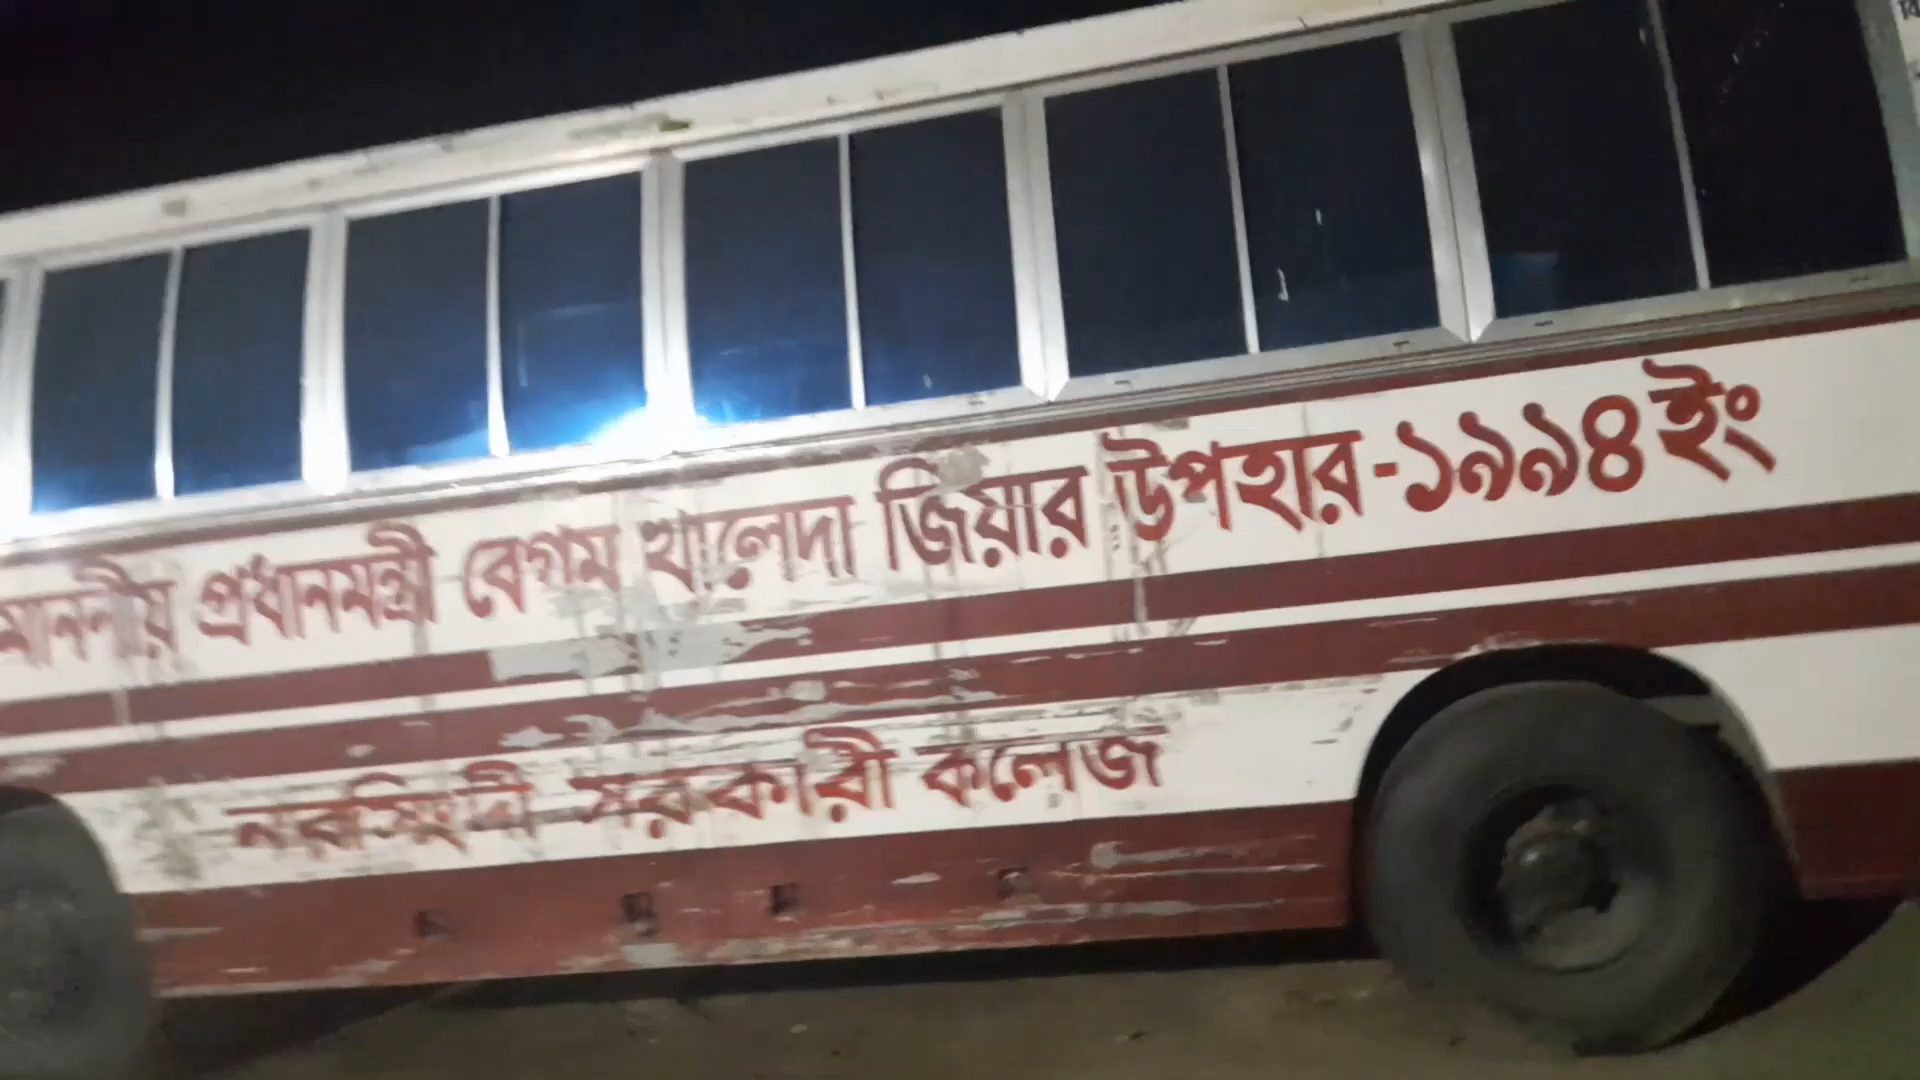 মাননীয় প্রধানমন্ত্রী বেগম খালেদা জিয়ার উপহার-১৯৯৪ইং
নরসিংদী সরকারী কলেজ